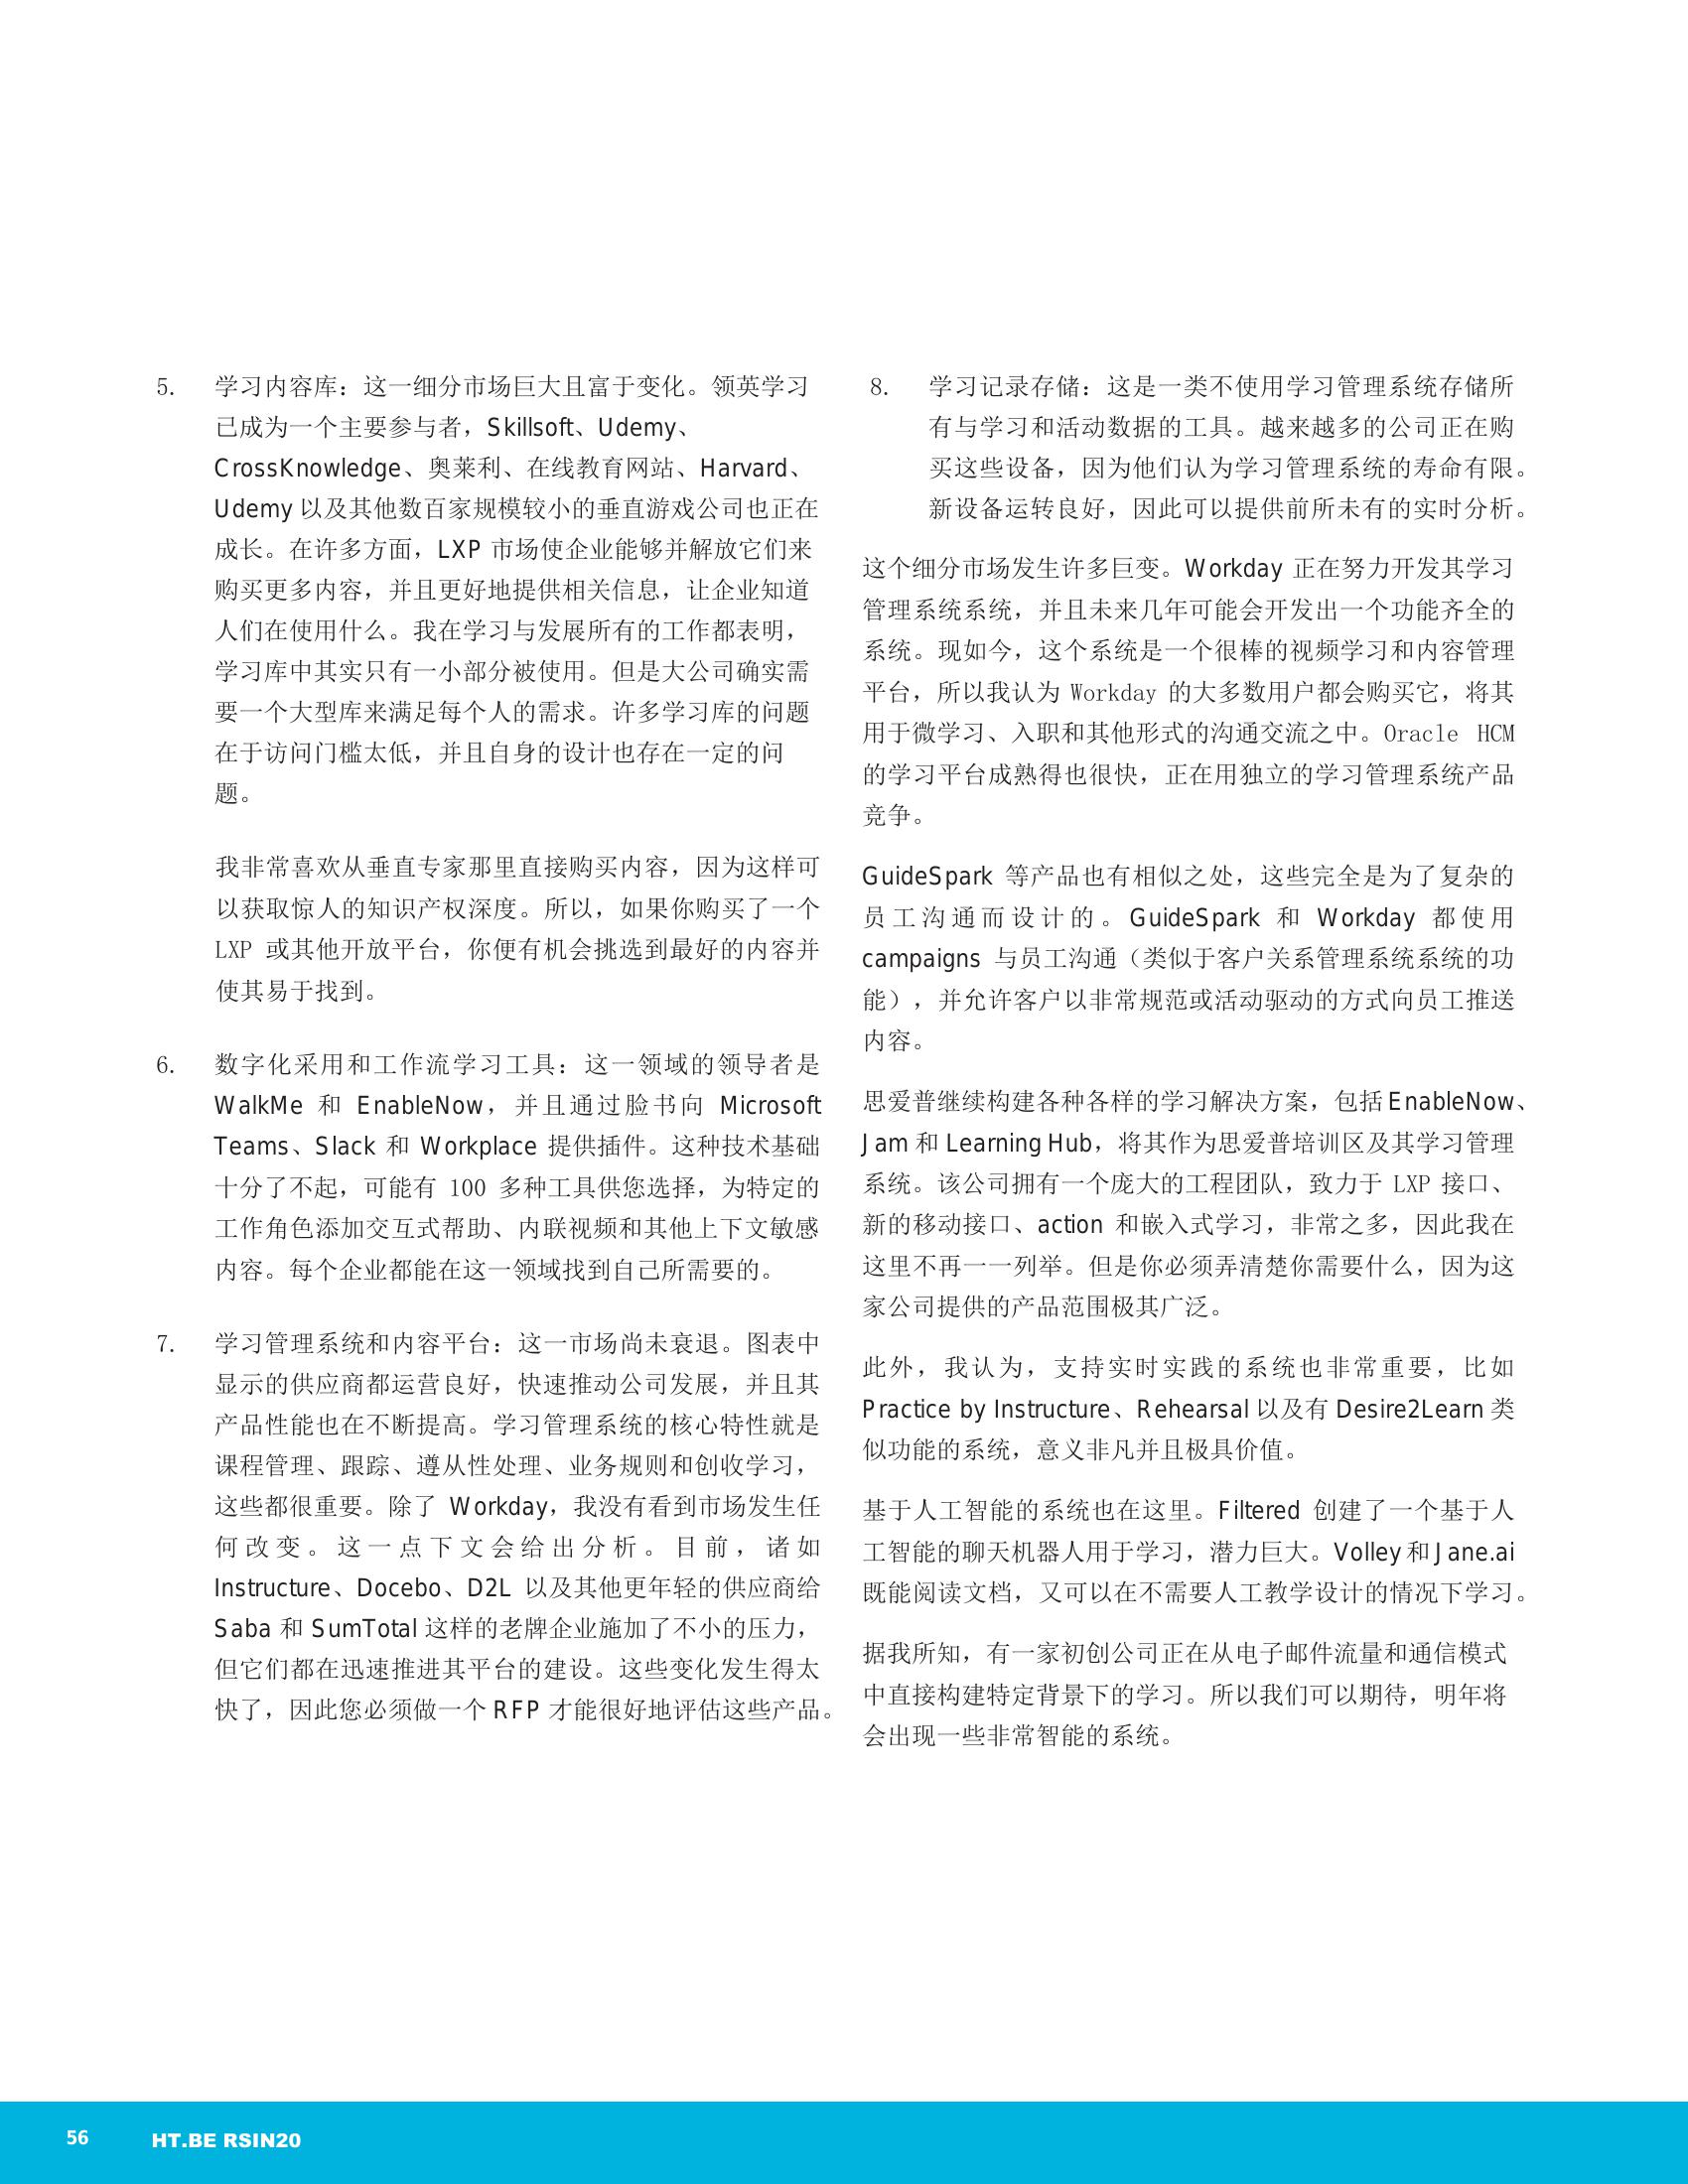 5. 学习内容库：这一细分市场巨大且富于变化。领英学习
已成为一个主要参与者，Skillsoft、Udemy、
CrossKnowledge、奥莱利、在线教育网站、Harvard、
Udemy 以及其他数百家规模较小的垂直游戏公司也正在
成长。在许多方面，LXP 市场使企业能够并解放它们来
购买更多内容，并且更好地提供相关信息，让企业知道
人们在使用什么。我在学习与发展所有的工作都表明，
学习库中其实只有一小部分被使用。但是大公司确实需
要一个大型库来满足每个人的需求。许多学习库的问题
在于访问门槛太低，并且自身的设计也存在一定的问
题。
我非常喜欢从垂直专家那里直接购买内容，因为这样可
以获取惊人的知识产权深度。所以，如果你购买了一个
LXP 或其他开放平台，你便有机会挑选到最好的内容并
使其易于找到。
6. 数字化采用和工作流学习工具：这一领域的领导者是
WalkMe 和 EnableNow，并且通过脸书向 Microsoft
Teams、Slack 和 Workplace 提供插件。这种技术基础
十分了不起，可能有 100 多种工具供您选择，为特定的
工作角色添加交互式帮助、内联视频和其他上下文敏感
内容。每个企业都能在这一领域找到自己所需要的。
7. 学习管理系统和内容平台：这一市场尚未衰退。图表中
显示的供应商都运营良好，快速推动公司发展，并且其
产品性能也在不断提高。学习管理系统的核心特性就是
课程管理、跟踪、遵从性处理、业务规则和创收学习，
这些都很重要。除了 Workday，我没有看到市场发生任
何改变。这一点下文会给出分析。目前，诸如
Instructure、Docebo、D2L 以及其他更年轻的供应商给
Saba 和 SumTotal 这样的老牌企业施加了不小的压力，
但它们都在迅速推进其平台的建设。这些变化发生得太
快了，因此您必须做一个 RFP 才能很好地评估这些产品。
8. 学习记录存储：这是一类不使用学习管理系统存储所
有与学习和活动数据的工具。越来越多的公司正在购
买这些设备，因为他们认为学习管理系统的寿命有限。
新设备运转良好，因此可以提供前所未有的实时分析。
这个细分市场发生许多巨变。Workday 正在努力开发其学习
管理系统系统，并且未来几年可能会开发出一个功能齐全的
系统。现如今，这个系统是一个很棒的视频学习和内容管理
平台，所以我认为 Workday 的大多数用户都会购买它，将其
用于微学习、入职和其他形式的沟通交流之中。Oracle HCM
的学习平台成熟得也很快，正在用独立的学习管理系统产品
竞争。
GuideSpark 等产品也有相似之处，这些完全是为了复杂的
员工沟通而设计的。GuideSpark 和 Workday 都使用
campaigns 与员工沟通（类似于客户关系管理系统系统的功
能），并允许客户以非常规范或活动驱动的方式向员工推送
内容。
思爱普继续构建各种各样的学习解决方案，包括 EnableNow、
Jam 和 Learning Hub，将其作为思爱普培训区及其学习管理
系统。该公司拥有一个庞大的工程团队，致力于 LXP 接口、
新的移动接口、action 和嵌入式学习，非常之多，因此我在
这里不再一一列举。但是你必须弄清楚你需要什么，因为这
家公司提供的产品范围极其广泛。
此外，我认为，支持实时实践的系统也非常重要，比如
Practice by Instructure、Rehearsal 以及有 Desire2Learn 类
似功能的系统，意义非凡并且极具价值。
基于人工智能的系统也在这里。Filtered 创建了一个基于人
工智能的聊天机器人用于学习，潜力巨大。Volley 和 Jane.ai
既能阅读文档，又可以在不需要人工教学设计的情况下学习。
据我所知，有一家初创公司正在从电子邮件流量和通信模式
中直接构建特定背景下的学习。所以我们可以期待，明年将
会出现一些非常智能的系统。
56 HT.BE RSIN20